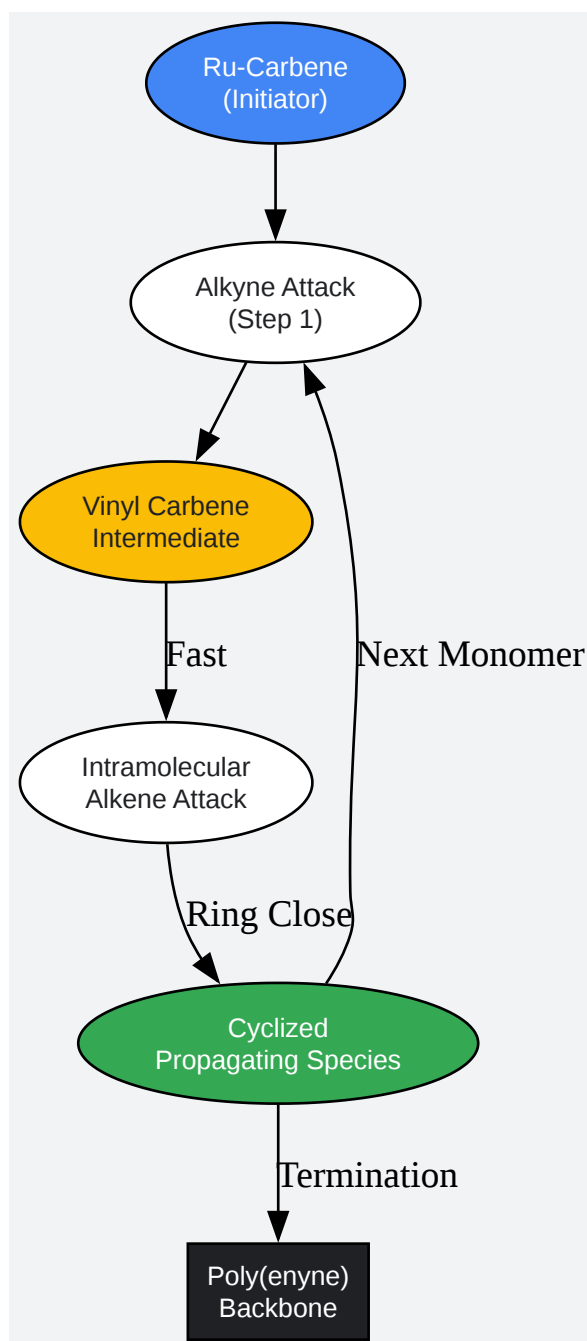 Ru-Carbene
(Initiator)
Alkyne Attack
(Step 1)
Vinyl Carbene
Intermediate
Fast
Next Monomer
Intramolecular
Alkene Attack
Ring Close
Cyclized
Propagating Species
Termination
Poly(enyne)
Backbone